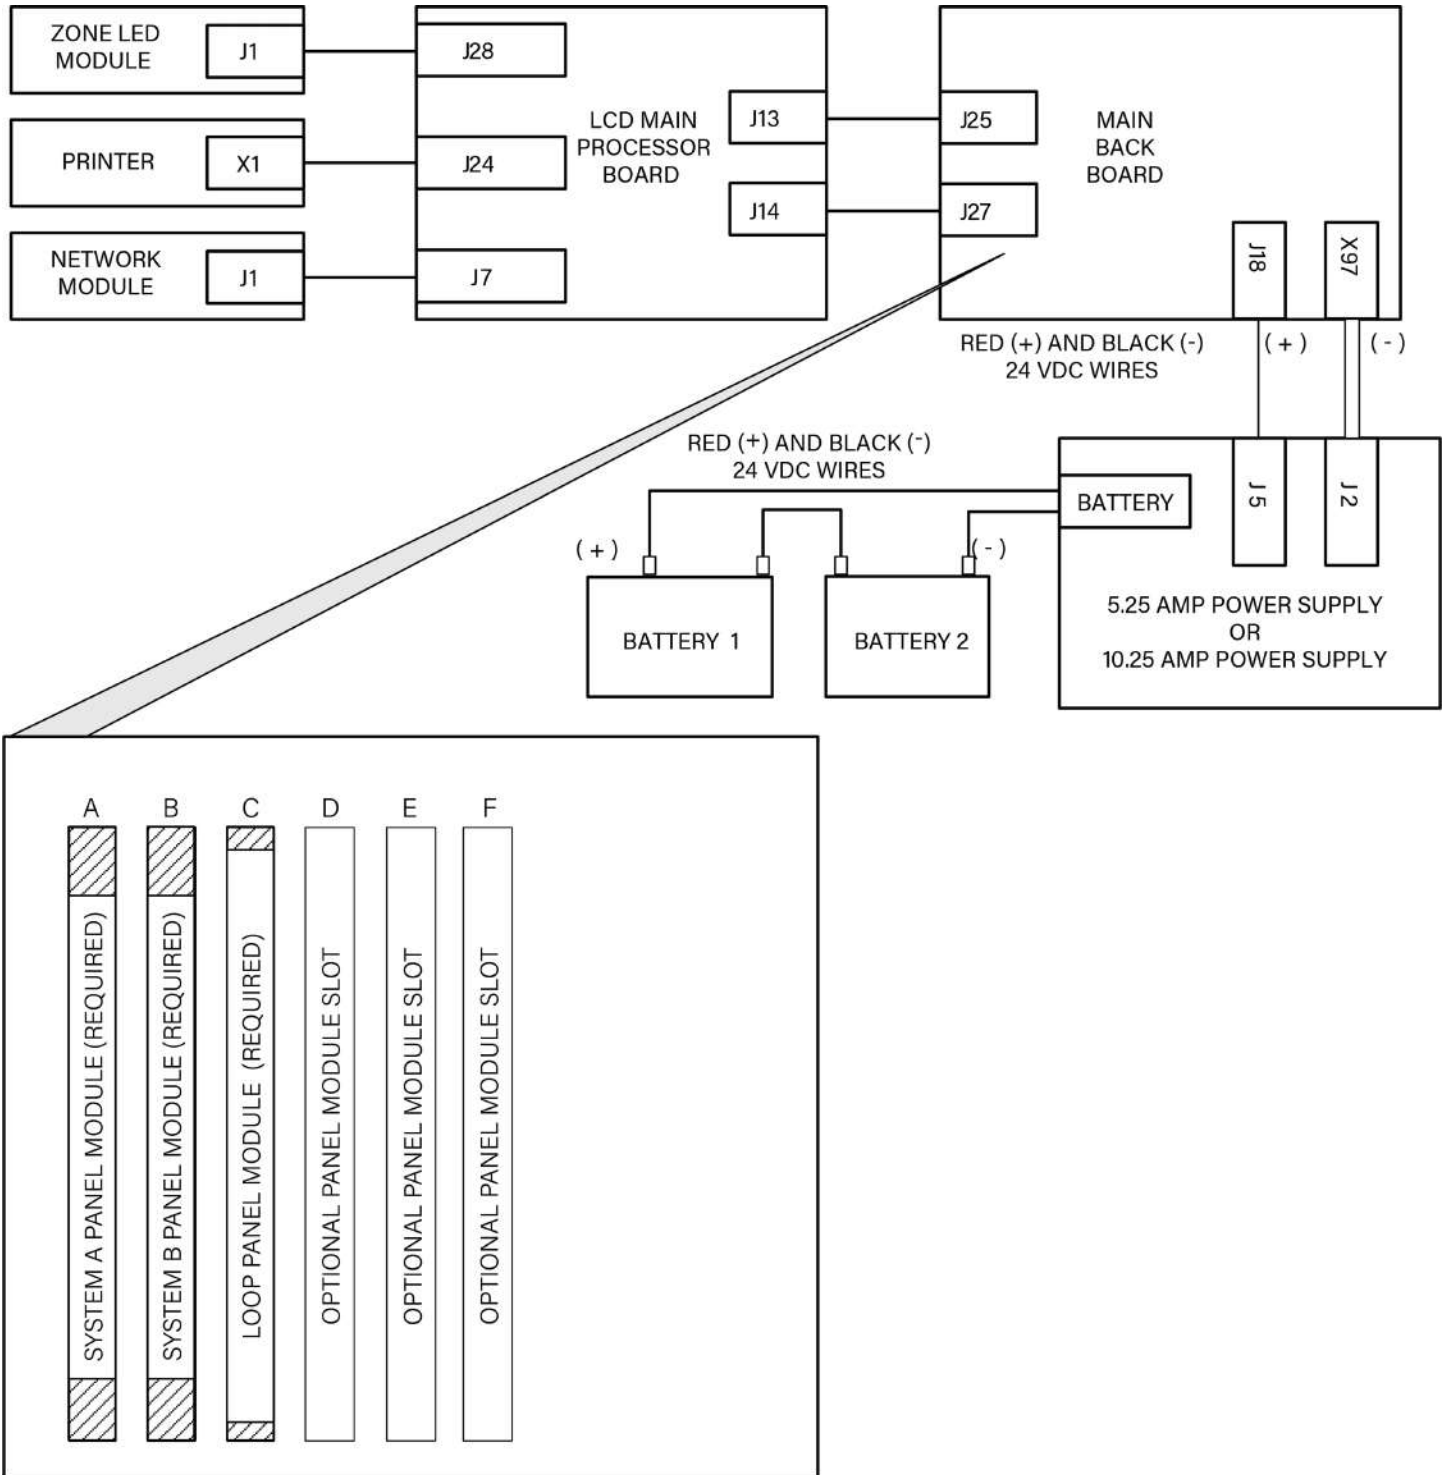 ZONE LED
MODULE
J1
J28
PRINTER
X1
J24
NETWORK
MODULE
J1
J7
LCD MAIN
PROCESSOR
BOARD
J13
J14
J25
J27
MAIN
BACK
BOARD
J18
X97
RED (+) AND BLACK (-)
24 VDC WIRES
(+)
(-)
RED (+) AND BLACK (-)
24 VDC WIRES
BATTERY
J5
J2
(+)
(-)
BATTERY 1
BATTERY 2
5.25 AMP POWER SUPPLY
OR
10.25 AMP POWER SUPPLY
A
B
C
D
E
F
SYSTEM A PANEL MODULE (REQUIRED)
SYSTEM B PANEL MODULE (REQUIRED)
LOOP PANEL MODULE (REQUIRED)
OPTIONAL PANEL MODULE SLOT
OPTIONAL PANEL MODULE SLOT
OPTIONAL PANEL MODULE SLOT